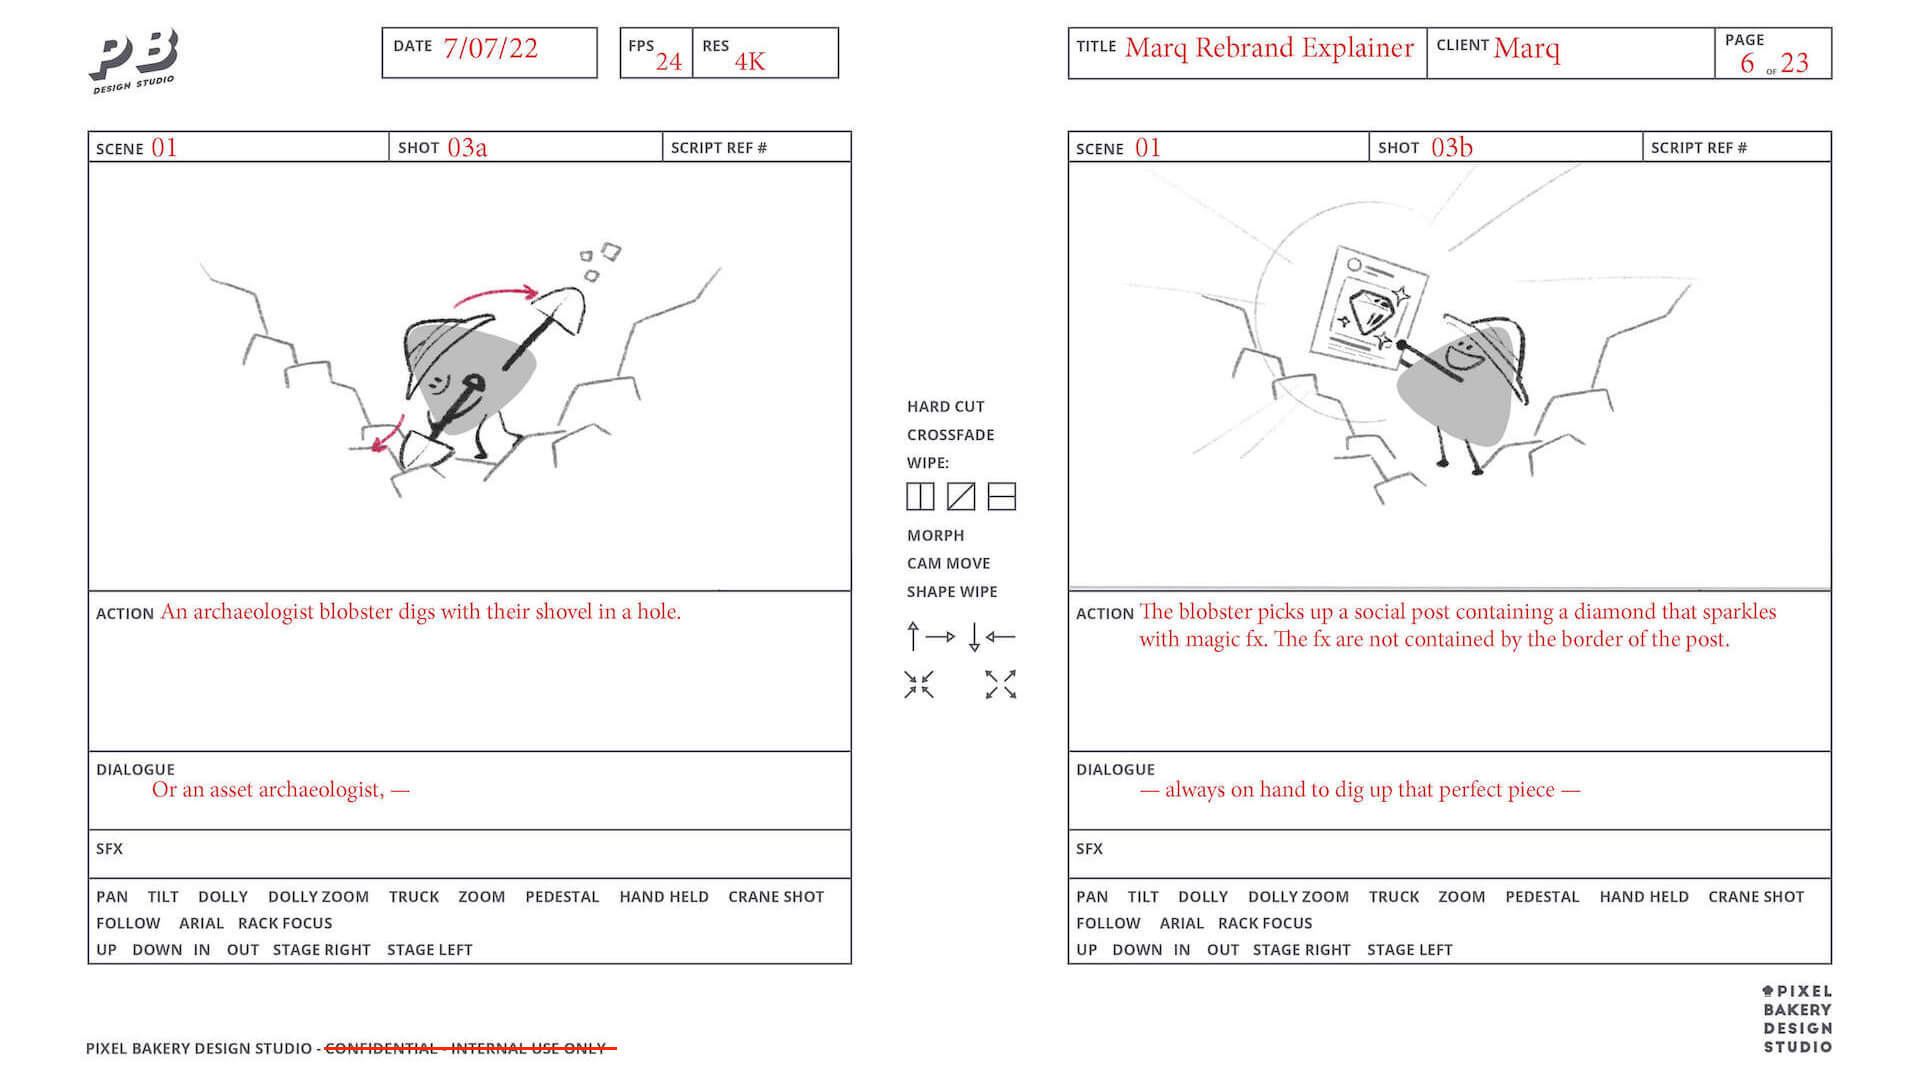 PB
DESIGN STUDIO
DATE 7/07/22
FPS 24
RES 4K
TITLE Marq Rebrand Explainer
CLIENT Marq
PAGE 6 OF 23
SCENE 01
SHOT 03a
SCRIPT REF #
ACTION An archaeologist blobster digs with their shovel in a hole.
DIALOGUE
Or an asset archaeologist, —
SFX
PAN TILT DOLLY DOLLY ZOOM TRUCK ZOOM PEDESTAL HAND HELD CRANE SHOT
FOLLOW ARIAL RACK FOCUS
UP DOWN IN OUT STAGE RIGHT STAGE LEFT
HARD CUT
CROSSFADE
WIPE:
MORPH
CAM MOVE
SHAPE WIPE
SCENE 01
SHOT 03b
SCRIPT REF #
ACTION The blobster picks up a social post containing a diamond that sparkles
with magic fx. The fx are not contained by the border of the post.
DIALOGUE
— always on hand to dig up that perfect piece —
SFX
PAN TILT DOLLY DOLLY ZOOM TRUCK ZOOM PEDESTAL HAND HELD CRANE SHOT
FOLLOW ARIAL RACK FOCUS
UP DOWN IN OUT STAGE RIGHT STAGE LEFT
PIXEL BAKERY DESIGN STUDIO - CONFIDENTIAL - INTERNAL USE ONLY
PIXEL
BAKERY
DESIGN
STUDIO